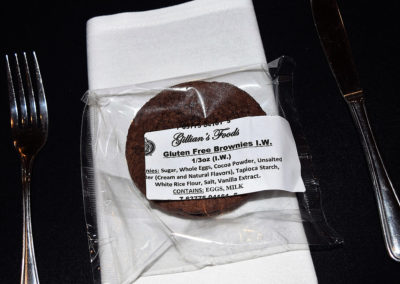 Gillian's Foods
Gluten Free Brownies I.W.
1/3oz (I.W.)
Sugar, Whole Eggs, Cocoa Powder, Unsalted
(Cream and Natural Flavors), Tapioca Starch,
White Rice Flour, Salt, Vanilla Extract.
CONTAINS: EGGS, MILK